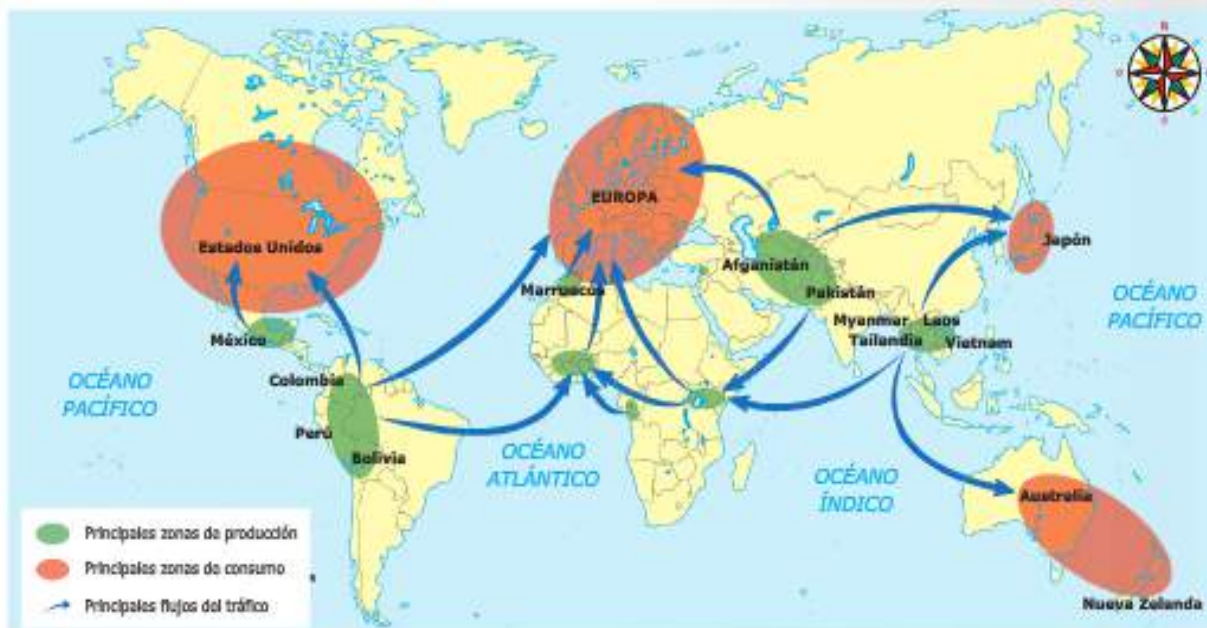 N
EUROPA
Estados Unidos
Japón
Afganistán
Marruecos
Pakistán
OCÉANO
PACÍFICO
Myanmar
Laos
México
Tailandia
Vietnam
Colombia
OCÉANO
PACÍFICO
Perú
Bolivia
OCÉANO
ATLÁNTICO
OCÉANO
ÍNDICO
Australia
Principales zonas de producción
Principales zonas de consumo
Nueva Zelanda
Principales flujos del tráfico